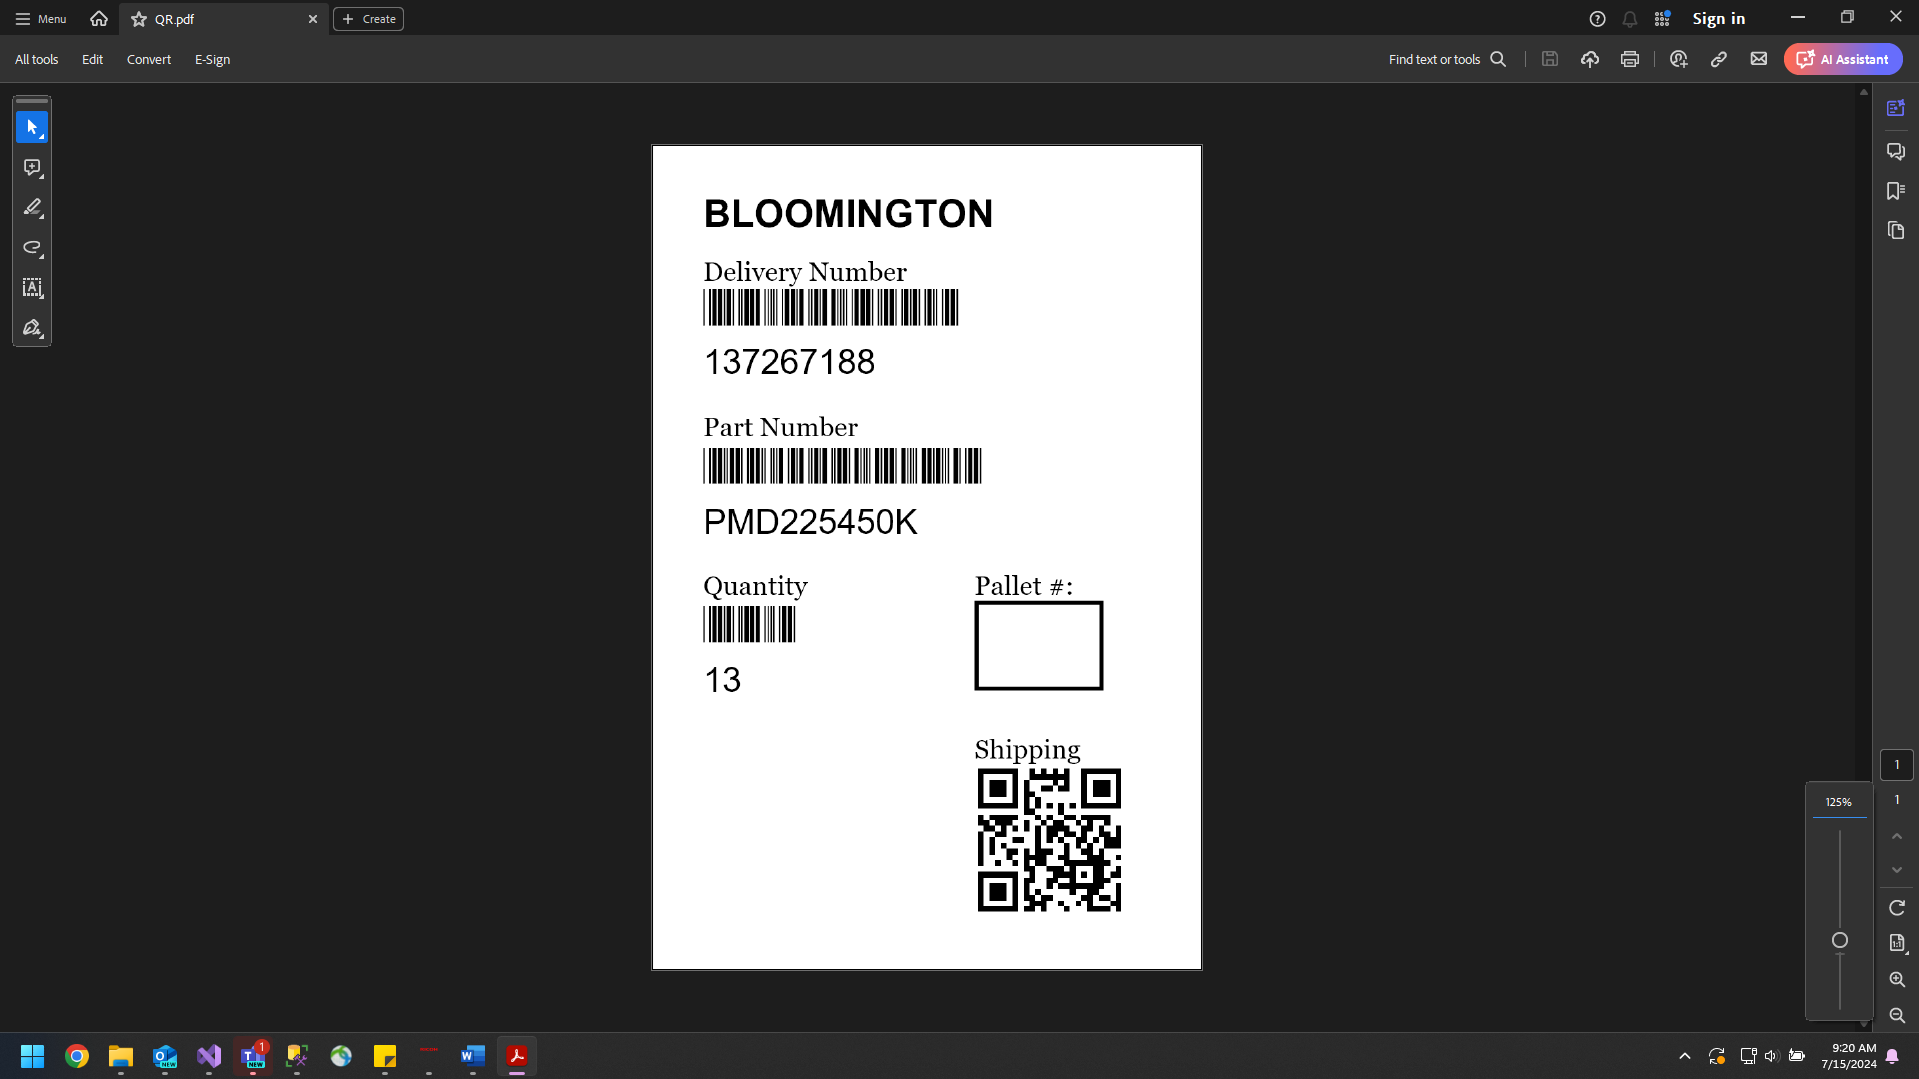 Menu
QR.pdf
Create
Sign in
All tools
Edit
Convert
E-Sign
Find text or tools
AI Assistant
BLOOMINGTON
Delivery Number
137267188
Part Number
PMD225450K
Quantity
Pallet #:
13
Shipping
1
125%
1
9:20 AM
7/15/2024